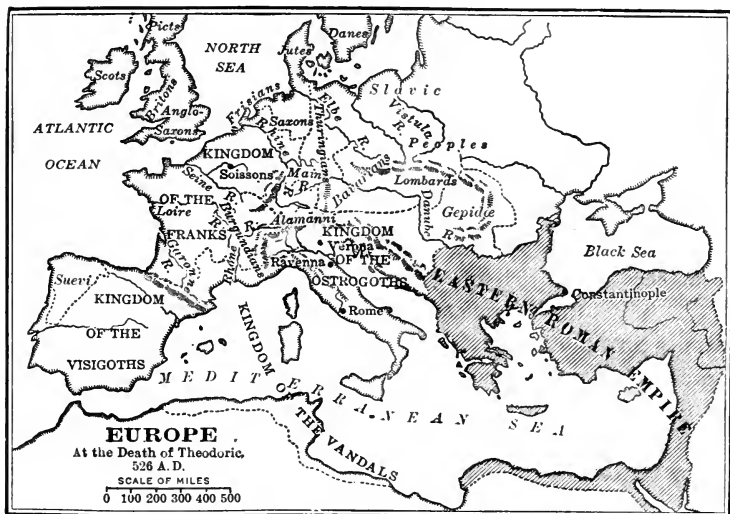 Picts
NORTH
SEA
Danes
Jutes
Scots
Britons
Anglo-
Saxons
ATLANTIC
OCEAN
Frisians
Saxons
Rhine
R.
Elbe
R.
Thuringians
Slavic
Peoples
Vistula
R.
KINGDOM
OF THE
FRANKS
Soissons
Seine
R.
Main
R.
Loire
Garonne
R.
Rhône
R.
Burgundians
Alamanni
Bavarians
Lombards
Gepidæ
Danube
R.
KINGDOM
OF THE
OSTROGOTHS
Verona
Ravenna
Rome
Black Sea
Constantinople
EASTERN ROMAN EMPIRE
Suevi
KINGDOM
OF THE
VISIGOTHS
MEDITERRANEAN SEA
KINGDOM OF THE VANDALS
EUROPE
At the Death of Theodoric,
526 A.D.
SCALE OF MILES
0 100 200 300 400 500